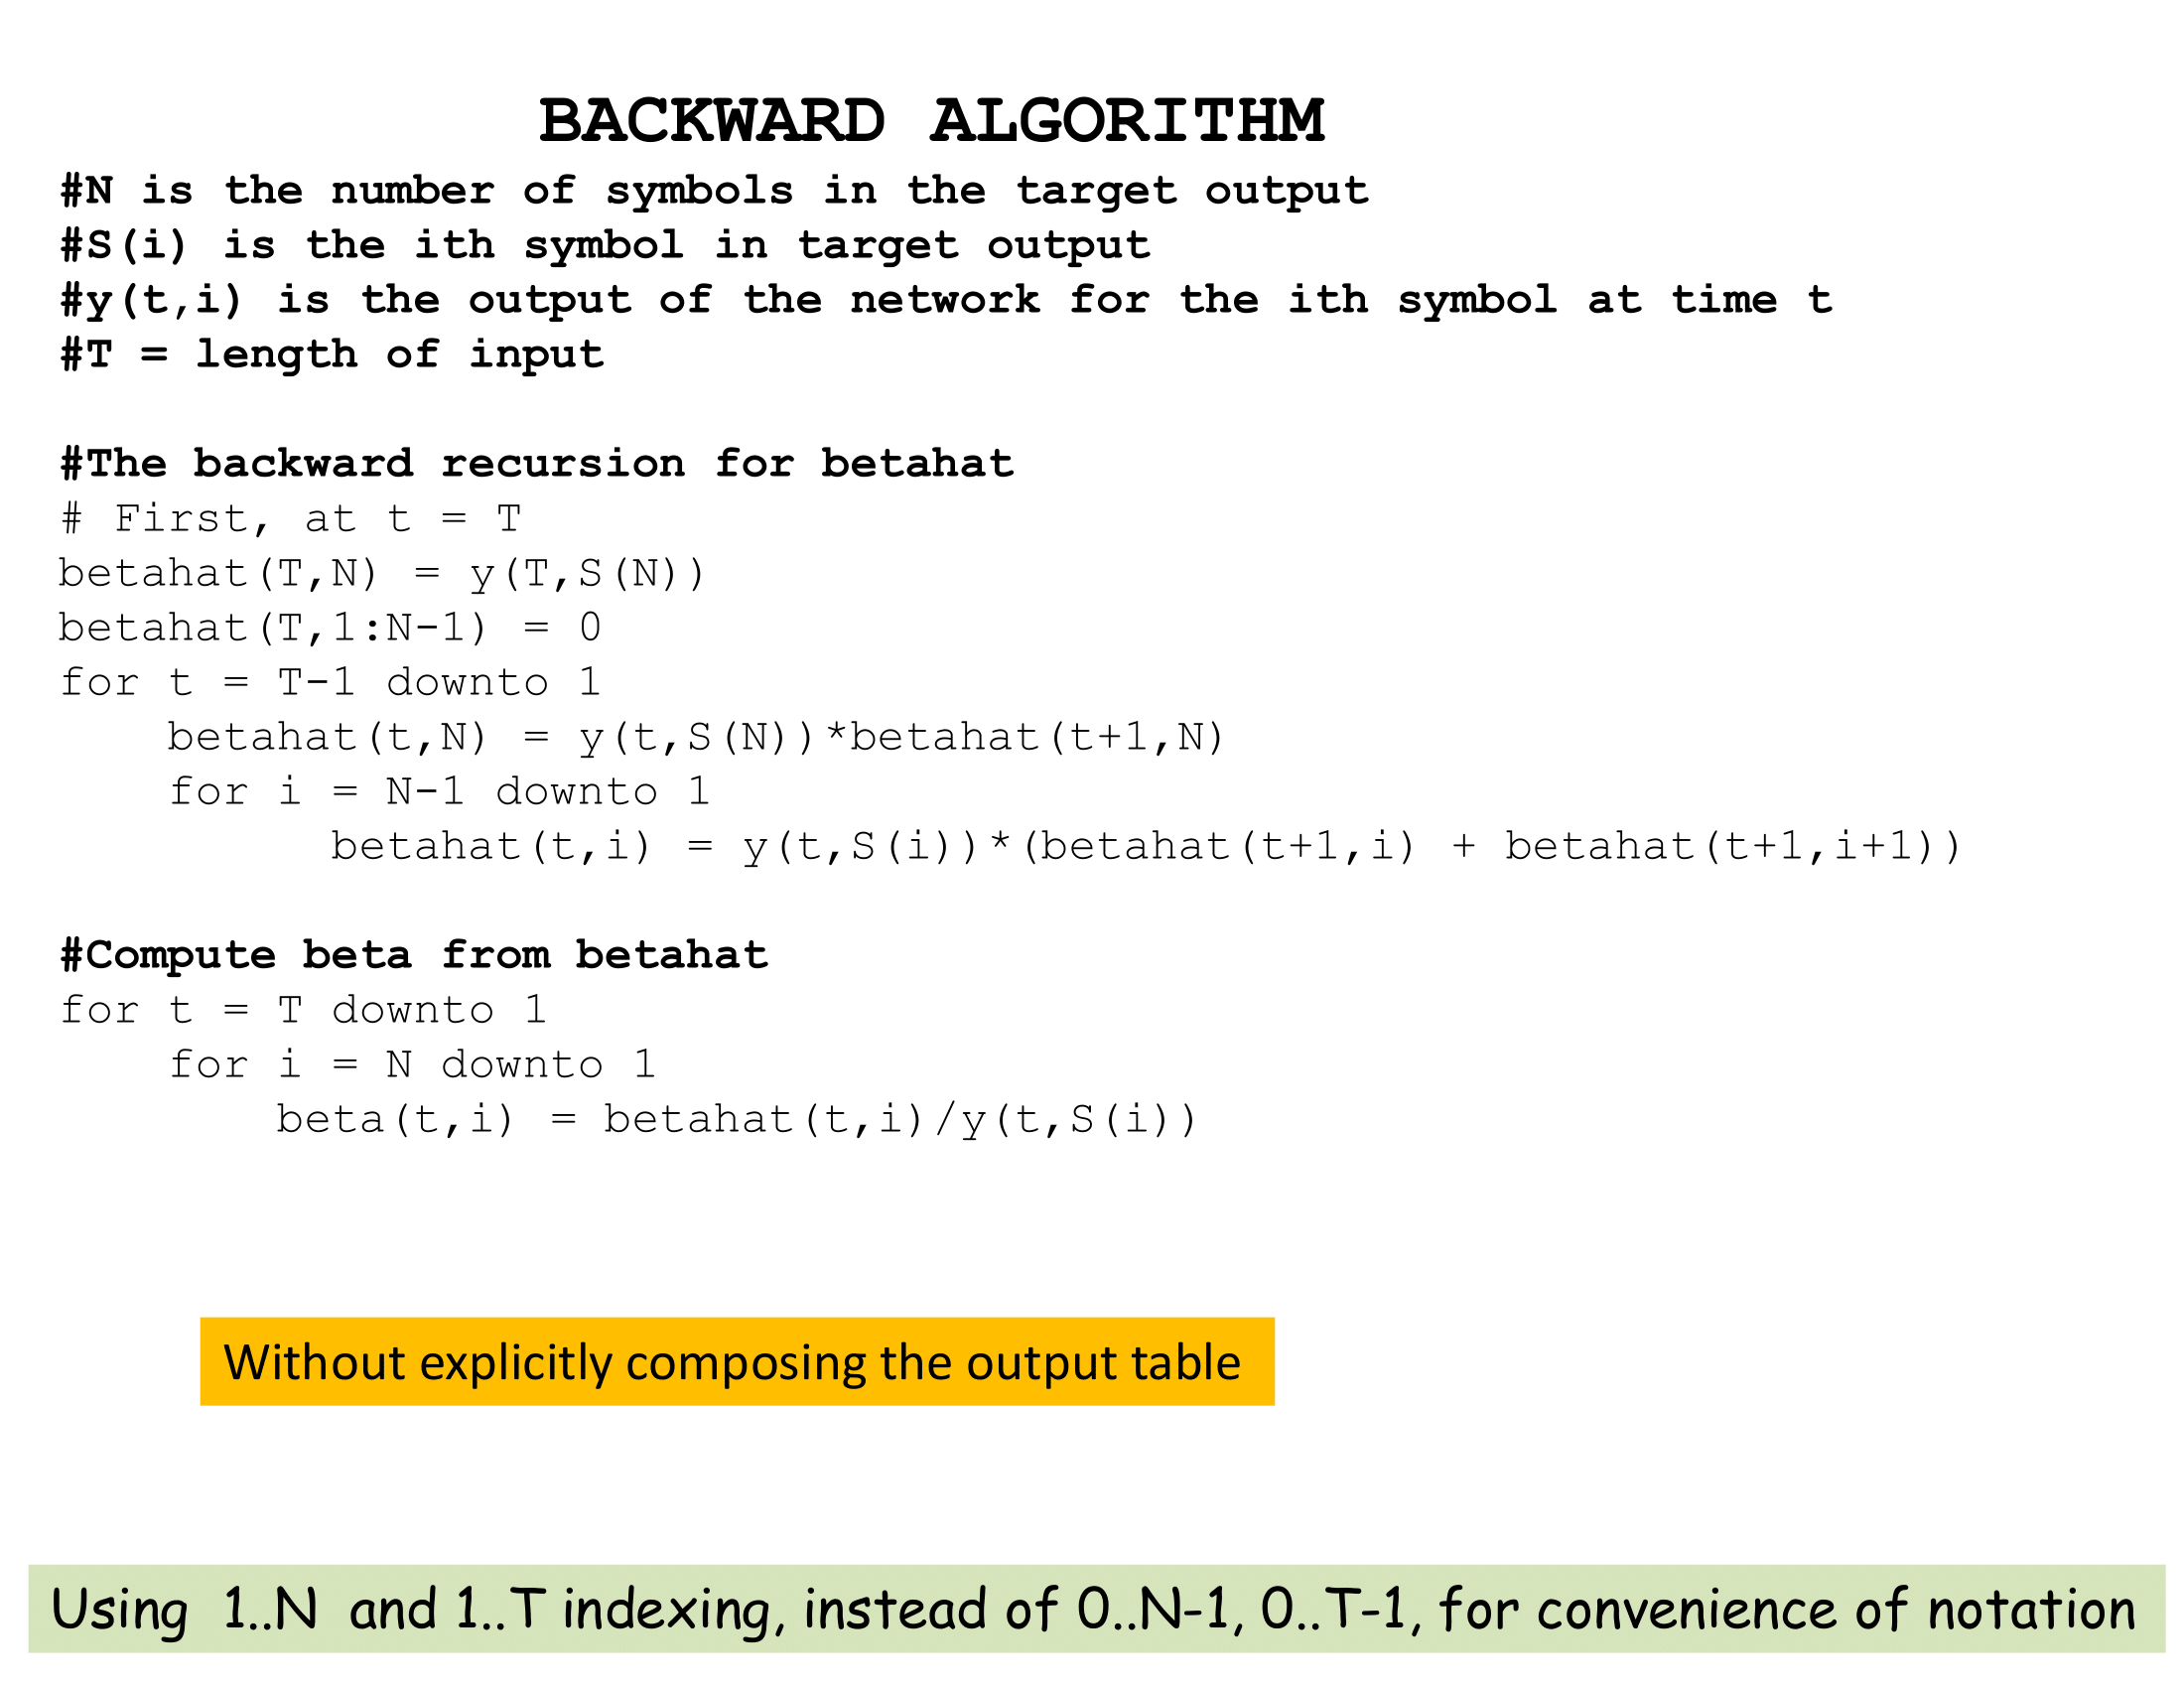 BACKWARD ALGORITHM
#N is the number of symbols in the target output
#S(i) is the ith symbol in target output
#y(t,i) is the output of the network for the ith symbol at time t
#T = length of input
#The backward recursion for betahat
# First, at t = T
betahat(T,N) = y(T,S(N))
betahat(T,1:N-1) = 0
for t = T-1 downto 1
betahat(t,N) = y(t,S(N))*betahat(t+1,N)
for i = N-1 downto 1
betahat(t,i) = y(t,S(i))*(betahat(t+1,i) + betahat(t+1,i+1))
#Compute beta from betahat
for t = T downto 1
for i = N downto 1
beta(t,i) = betahat(t,i)/y(t,S(i))
Without explicitly composing the output table
Using 1..N and 1..T indexing, instead of 0..N-1, 0..T-1, for convenience of notation